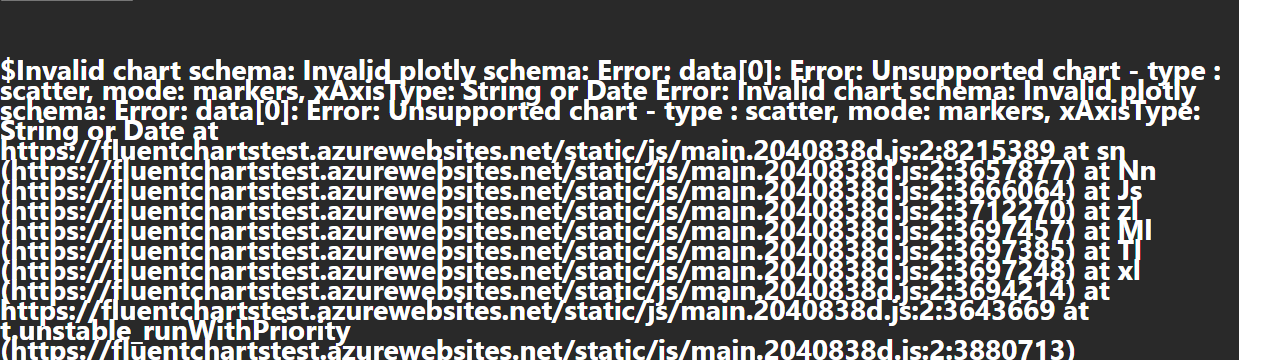 $Invalid chart schema: Invalid plotly schema: Error: data[0]: Error: Unsupported chart - type :
scatter, mode: markers, xAxisType: String or Date Error: Invalid chart schema: Invalid plotly
schema: Error: data[0]: Error: Unsupported chart - type : scatter, mode: markers, xAxisType:
String or Date at
https://fluentchartstest.azurewebsites.net/static/js/main.2040838d.js:2:8215389 at sn
(https://fluentchartstest.azurewebsites.net/static/js/main.2040838d.js:2:3657877) at Nn
(https://fluentchartstest.azurewebsites.net/static/js/main.2040838d.js:2:3666064) at Js
(https://fluentchartstest.azurewebsites.net/static/js/main.2040838d.js:2:3712270) at zl
(https://fluentchartstest.azurewebsites.net/static/js/main.2040838d.js:2:3697457) at Ml
(https://fluentchartstest.azurewebsites.net/static/js/main.2040838d.js:2:3697385) at Tl
(https://fluentchartstest.azurewebsites.net/static/js/main.2040838d.js:2:3697248) at xl
(https://fluentchartstest.azurewebsites.net/static/js/main.2040838d.js:2:3694214) at
https://fluentchartstest.azurewebsites.net/static/js/main.2040838d.js:2:3643669 at
t.unstable_runWithPriority
(https://fluentchartstest.azurewebsites.net/static/js/main.2040838d.js:2:3880713)